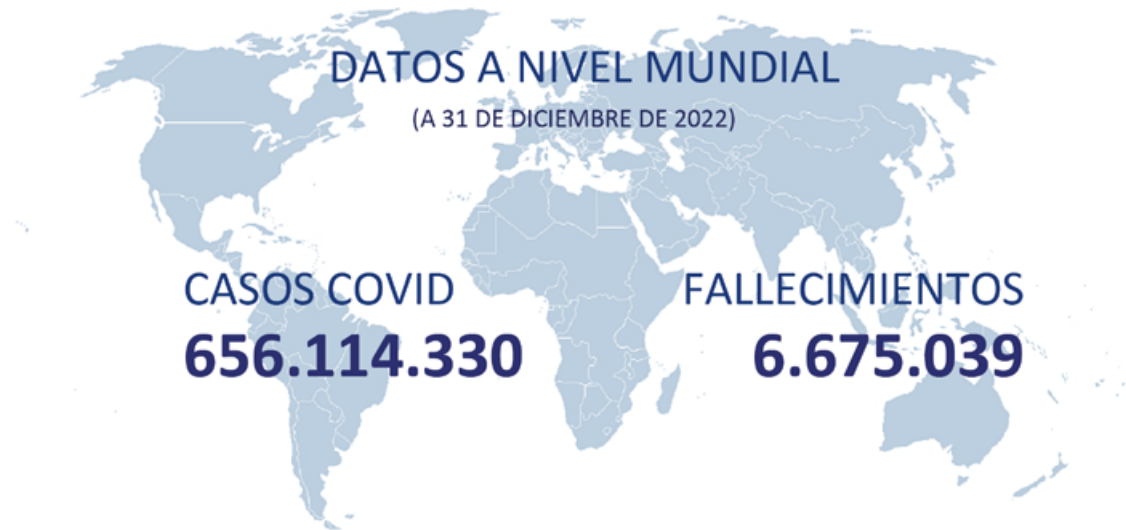 DATOS A NIVEL MUNDIAL
(A 31 DE DICIEMBRE DE 2022)
CASOS COVID
656.114.330
FALLECIMIENTOS
6.675.039